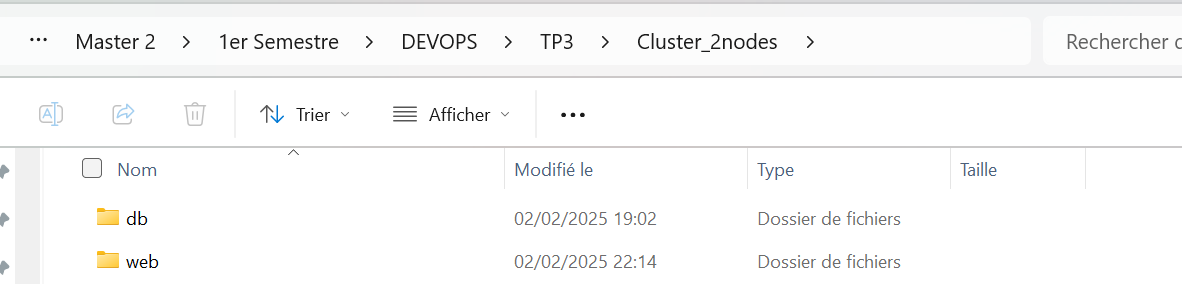 ... Master 2 > 1er Semestre > DEVOPS > TP3 > Cluster_2nodes >
Rechercher d
Trier
Afficher
...
Nom Modifié le Type Taille
db 02/02/2025 19:02 Dossier de fichiers
web 02/02/2025 22:14 Dossier de fichiers